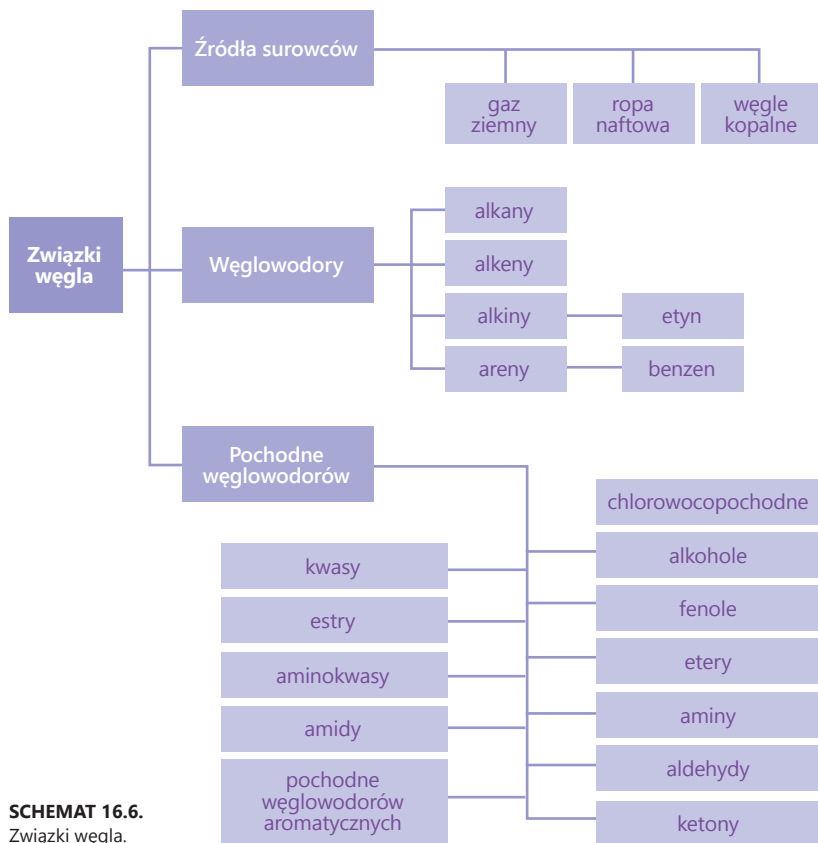 Źródła surowców
gaz
ziemny
ropa
naftowa
węgle
kopalne
Związki
węgla
Węglowodory
alkany
alkeny
alkiny
etyn
areny
benzen
Pochodne
węglowodorów
chlorowcopochodne
alkohole
fenole
etery
aminy
aldehydy
ketony
kwasy
estry
aminokwasy
amidy
pochodne
węglowodorów
aromatycznych
SCHEMAT 16.6.
Związki węgla.